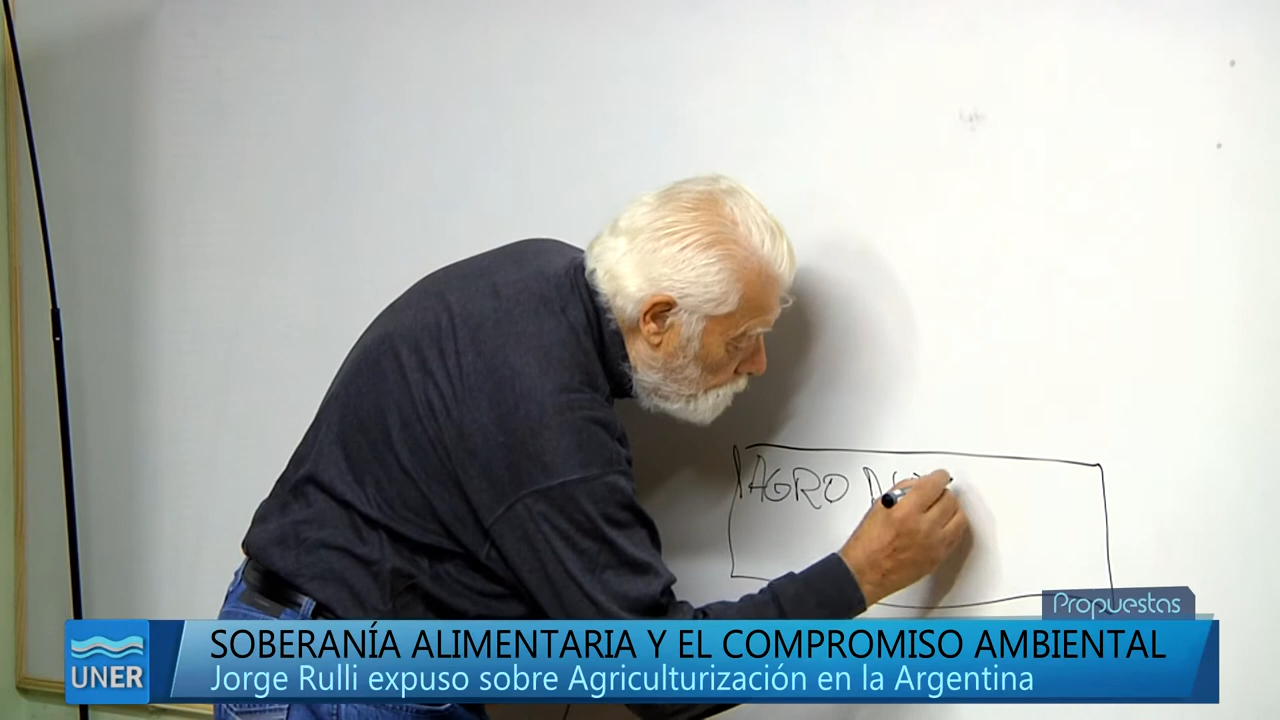 AGRO
Propuestas
SOBERANÍA ALIMENTARIA Y EL COMPROMISO AMBIENTAL
UNER
Jorge Rulli expuso sobre Agriculturización en la Argentina